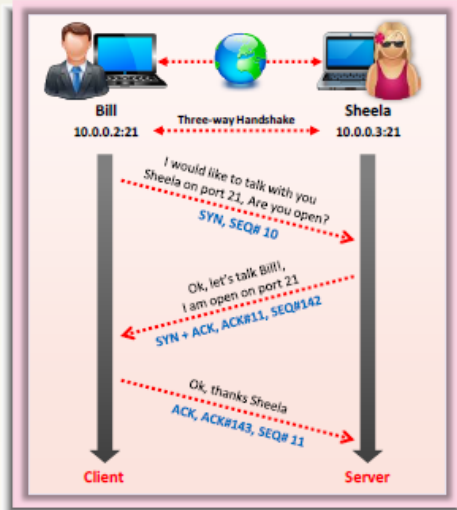 Bill
Sheela
10.0.0.2:21
Three-way Handshake
10.0.0.3:21
I would like to talk with you
Sheela on port 21, Are you open?
SYN, SEQ# 10
Ok, let's talk Bill!,
I am open on port 21
SYN + ACK, ACK#11, SEQ#142
Ok, thanks Sheela
ACK, ACK#143, SEQ# 11
Client
Server